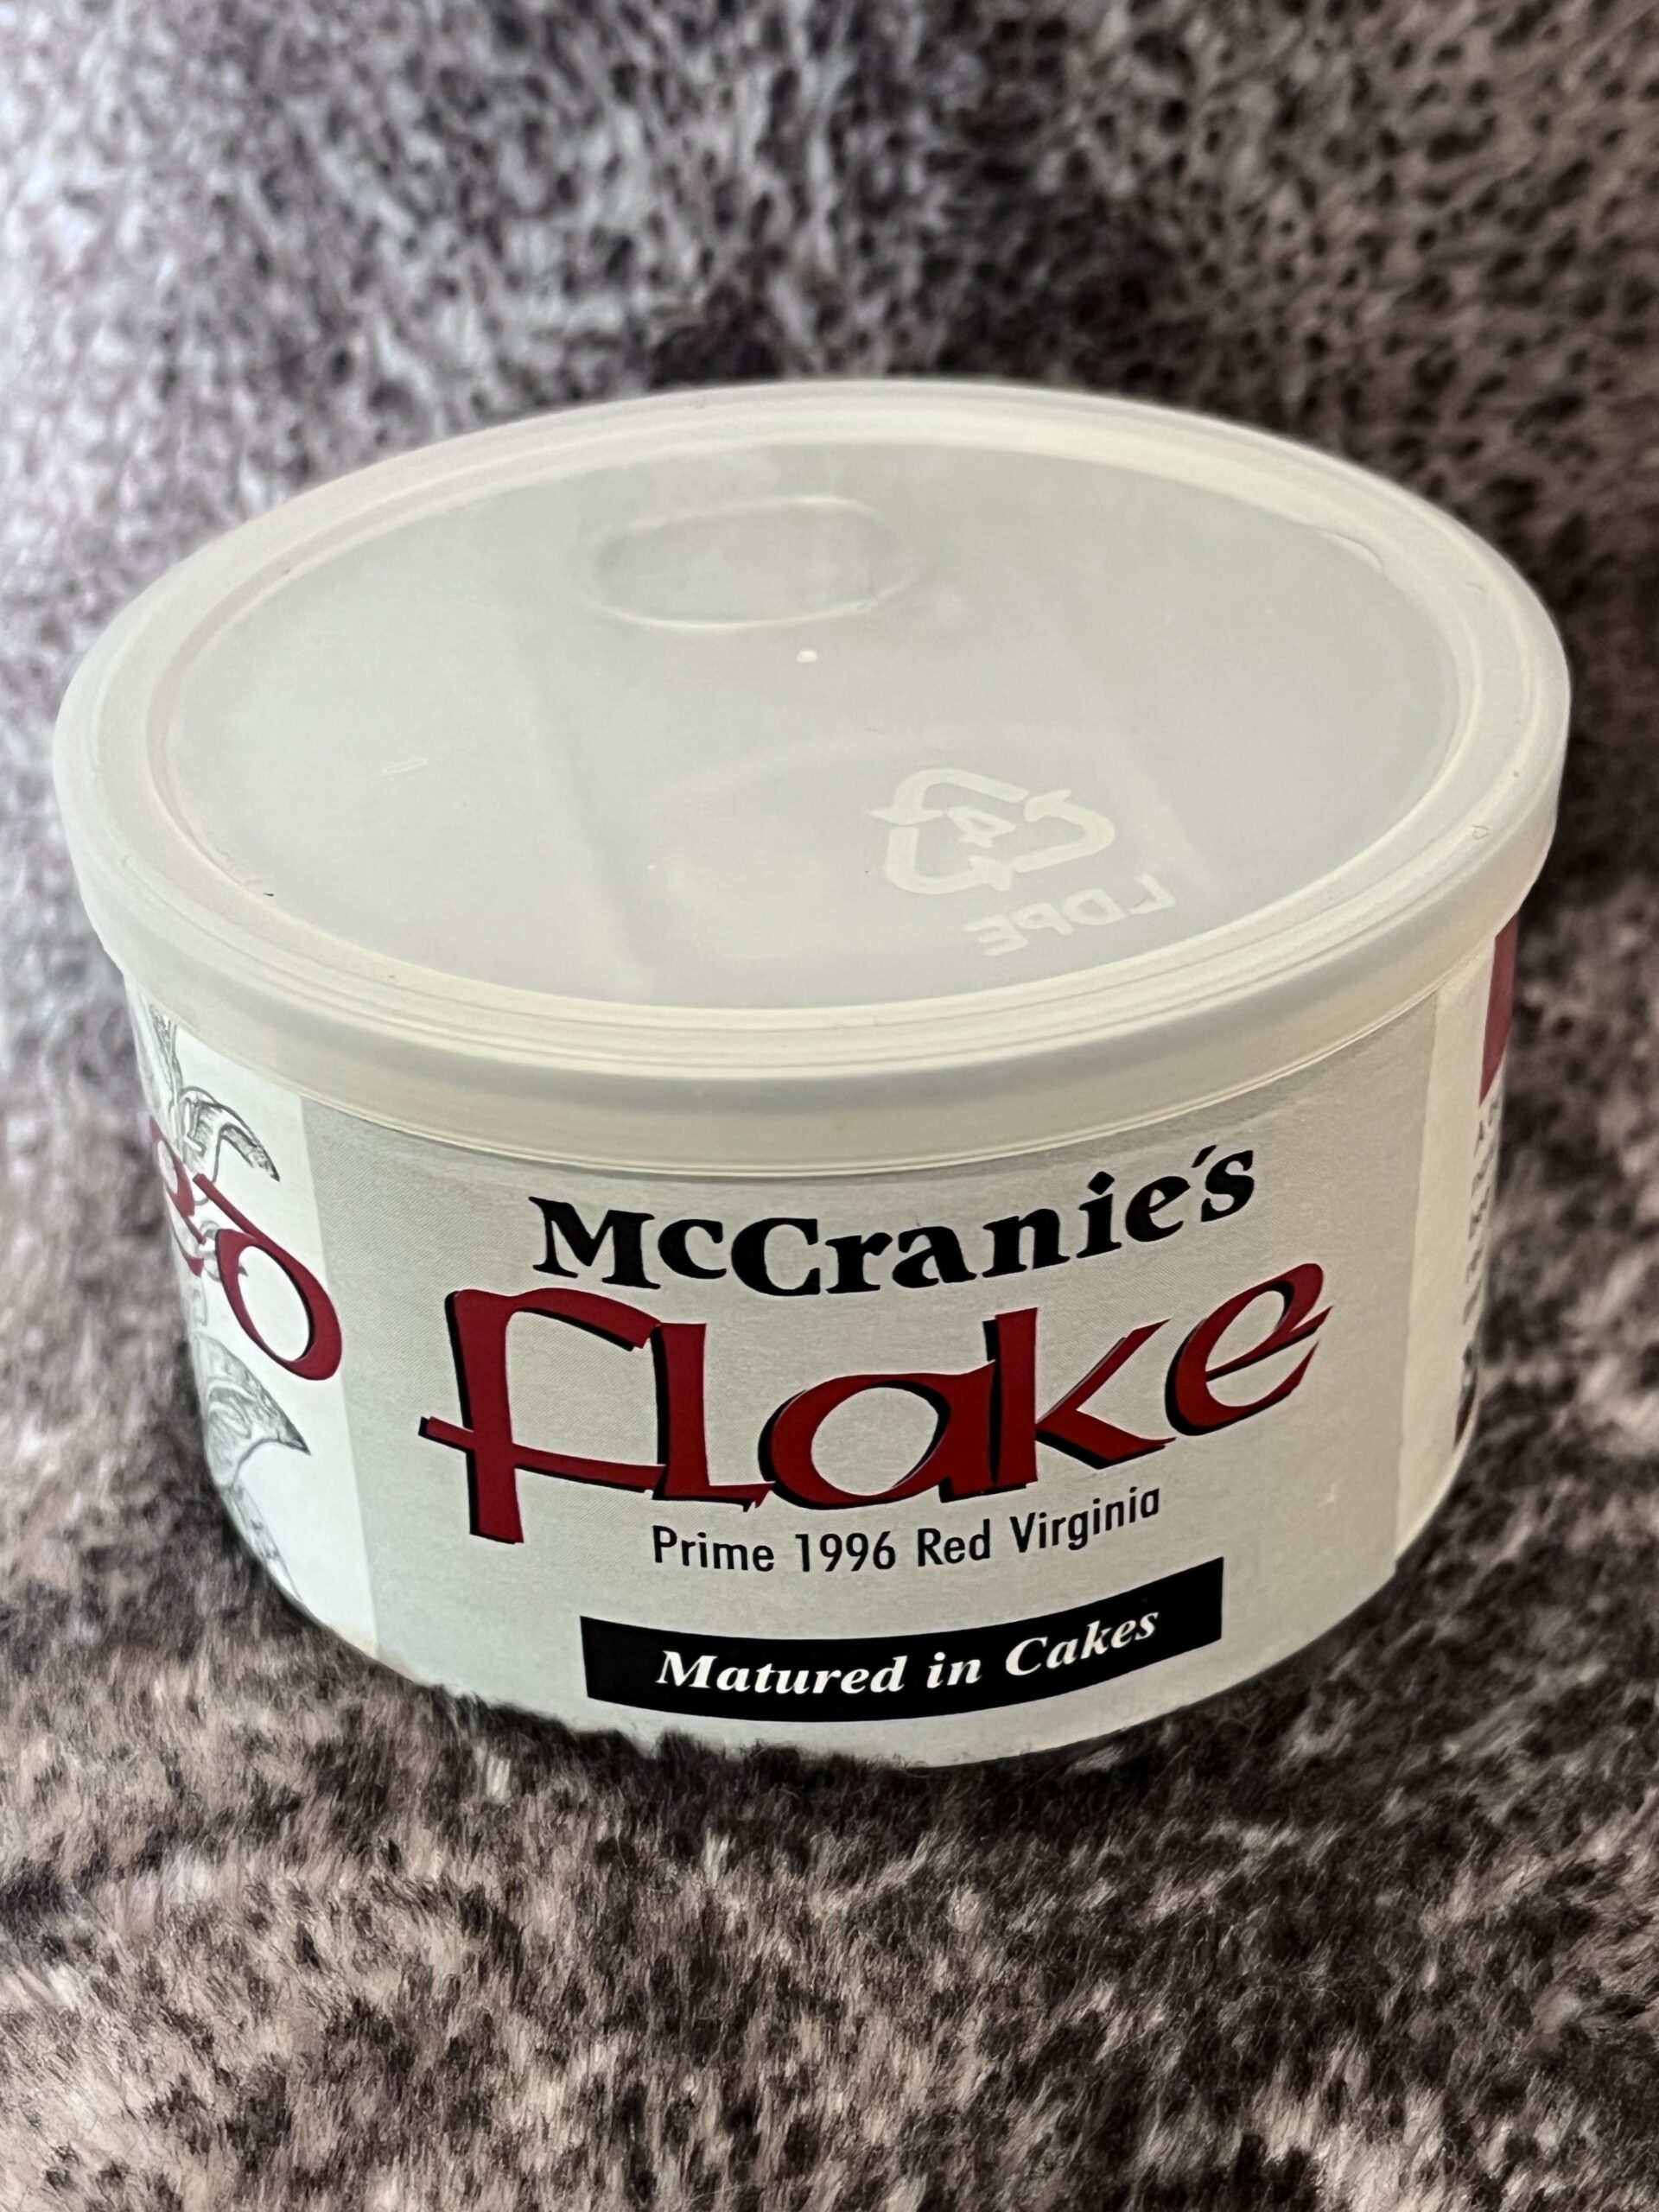 4
LDPE
McCranie's
Flake
Prime 1996 Red Virginia
Matured in Cakes